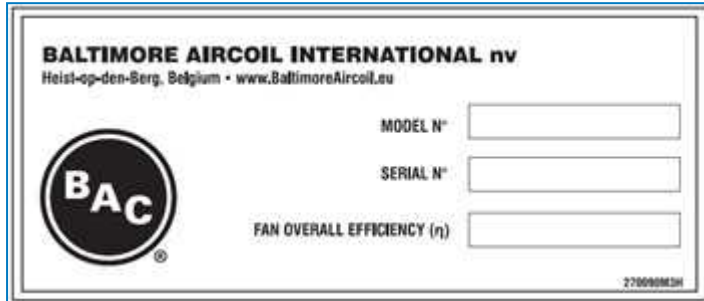 BALTIMORE AIRCOIL INTERNATIONAL nv
Heist-op-den-Berg, Belgium • www.BaltimoreAircoil.eu
MODEL N°
SERIAL N°
BAC
®
FAN OVERALL EFFICIENCY (η)